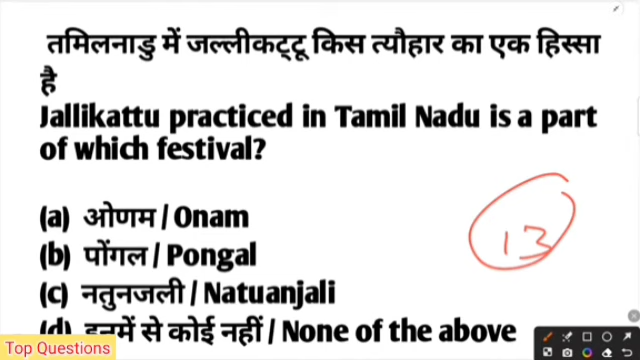 तमिलनाडु में जल्लीकट्टू किस त्यौहार का एक हिस्सा
है
Jallikattu practiced in Tamil Nadu is a part
of which festival?
(a) ओणम / Onam
(b) पोंगल / Pongal
(c) नतुनजली / Natuanjali
(d) इनमें से कोई नहीं / None of the above
13
Top Questions